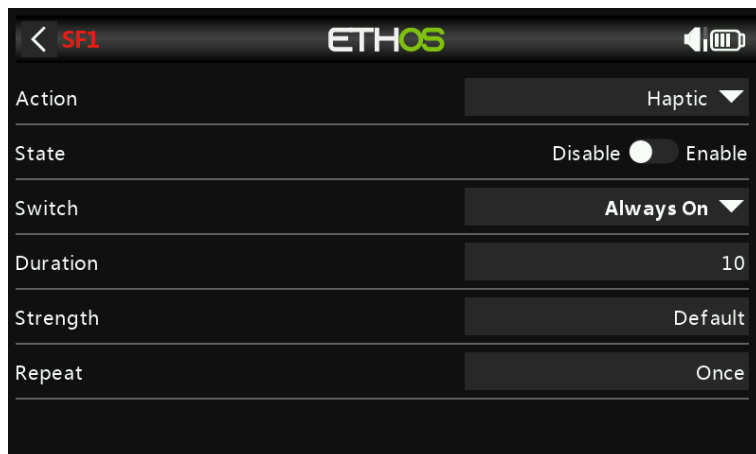 SF1 ETHOS
Action Haptic
State Disable Enable
Switch Always On
Duration 10
Strength Default
Repeat Once